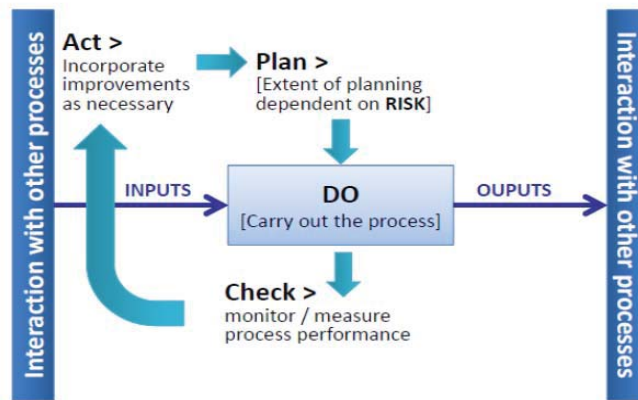 Interaction with other processes
Act >
Incorporate
improvements
as necessary
Plan >
[Extent of planning
dependent on RISK]
INPUTS
DO
[Carry out the process]
OUPUTS
Check >
monitor / measure
process performance
Interaction with other processes